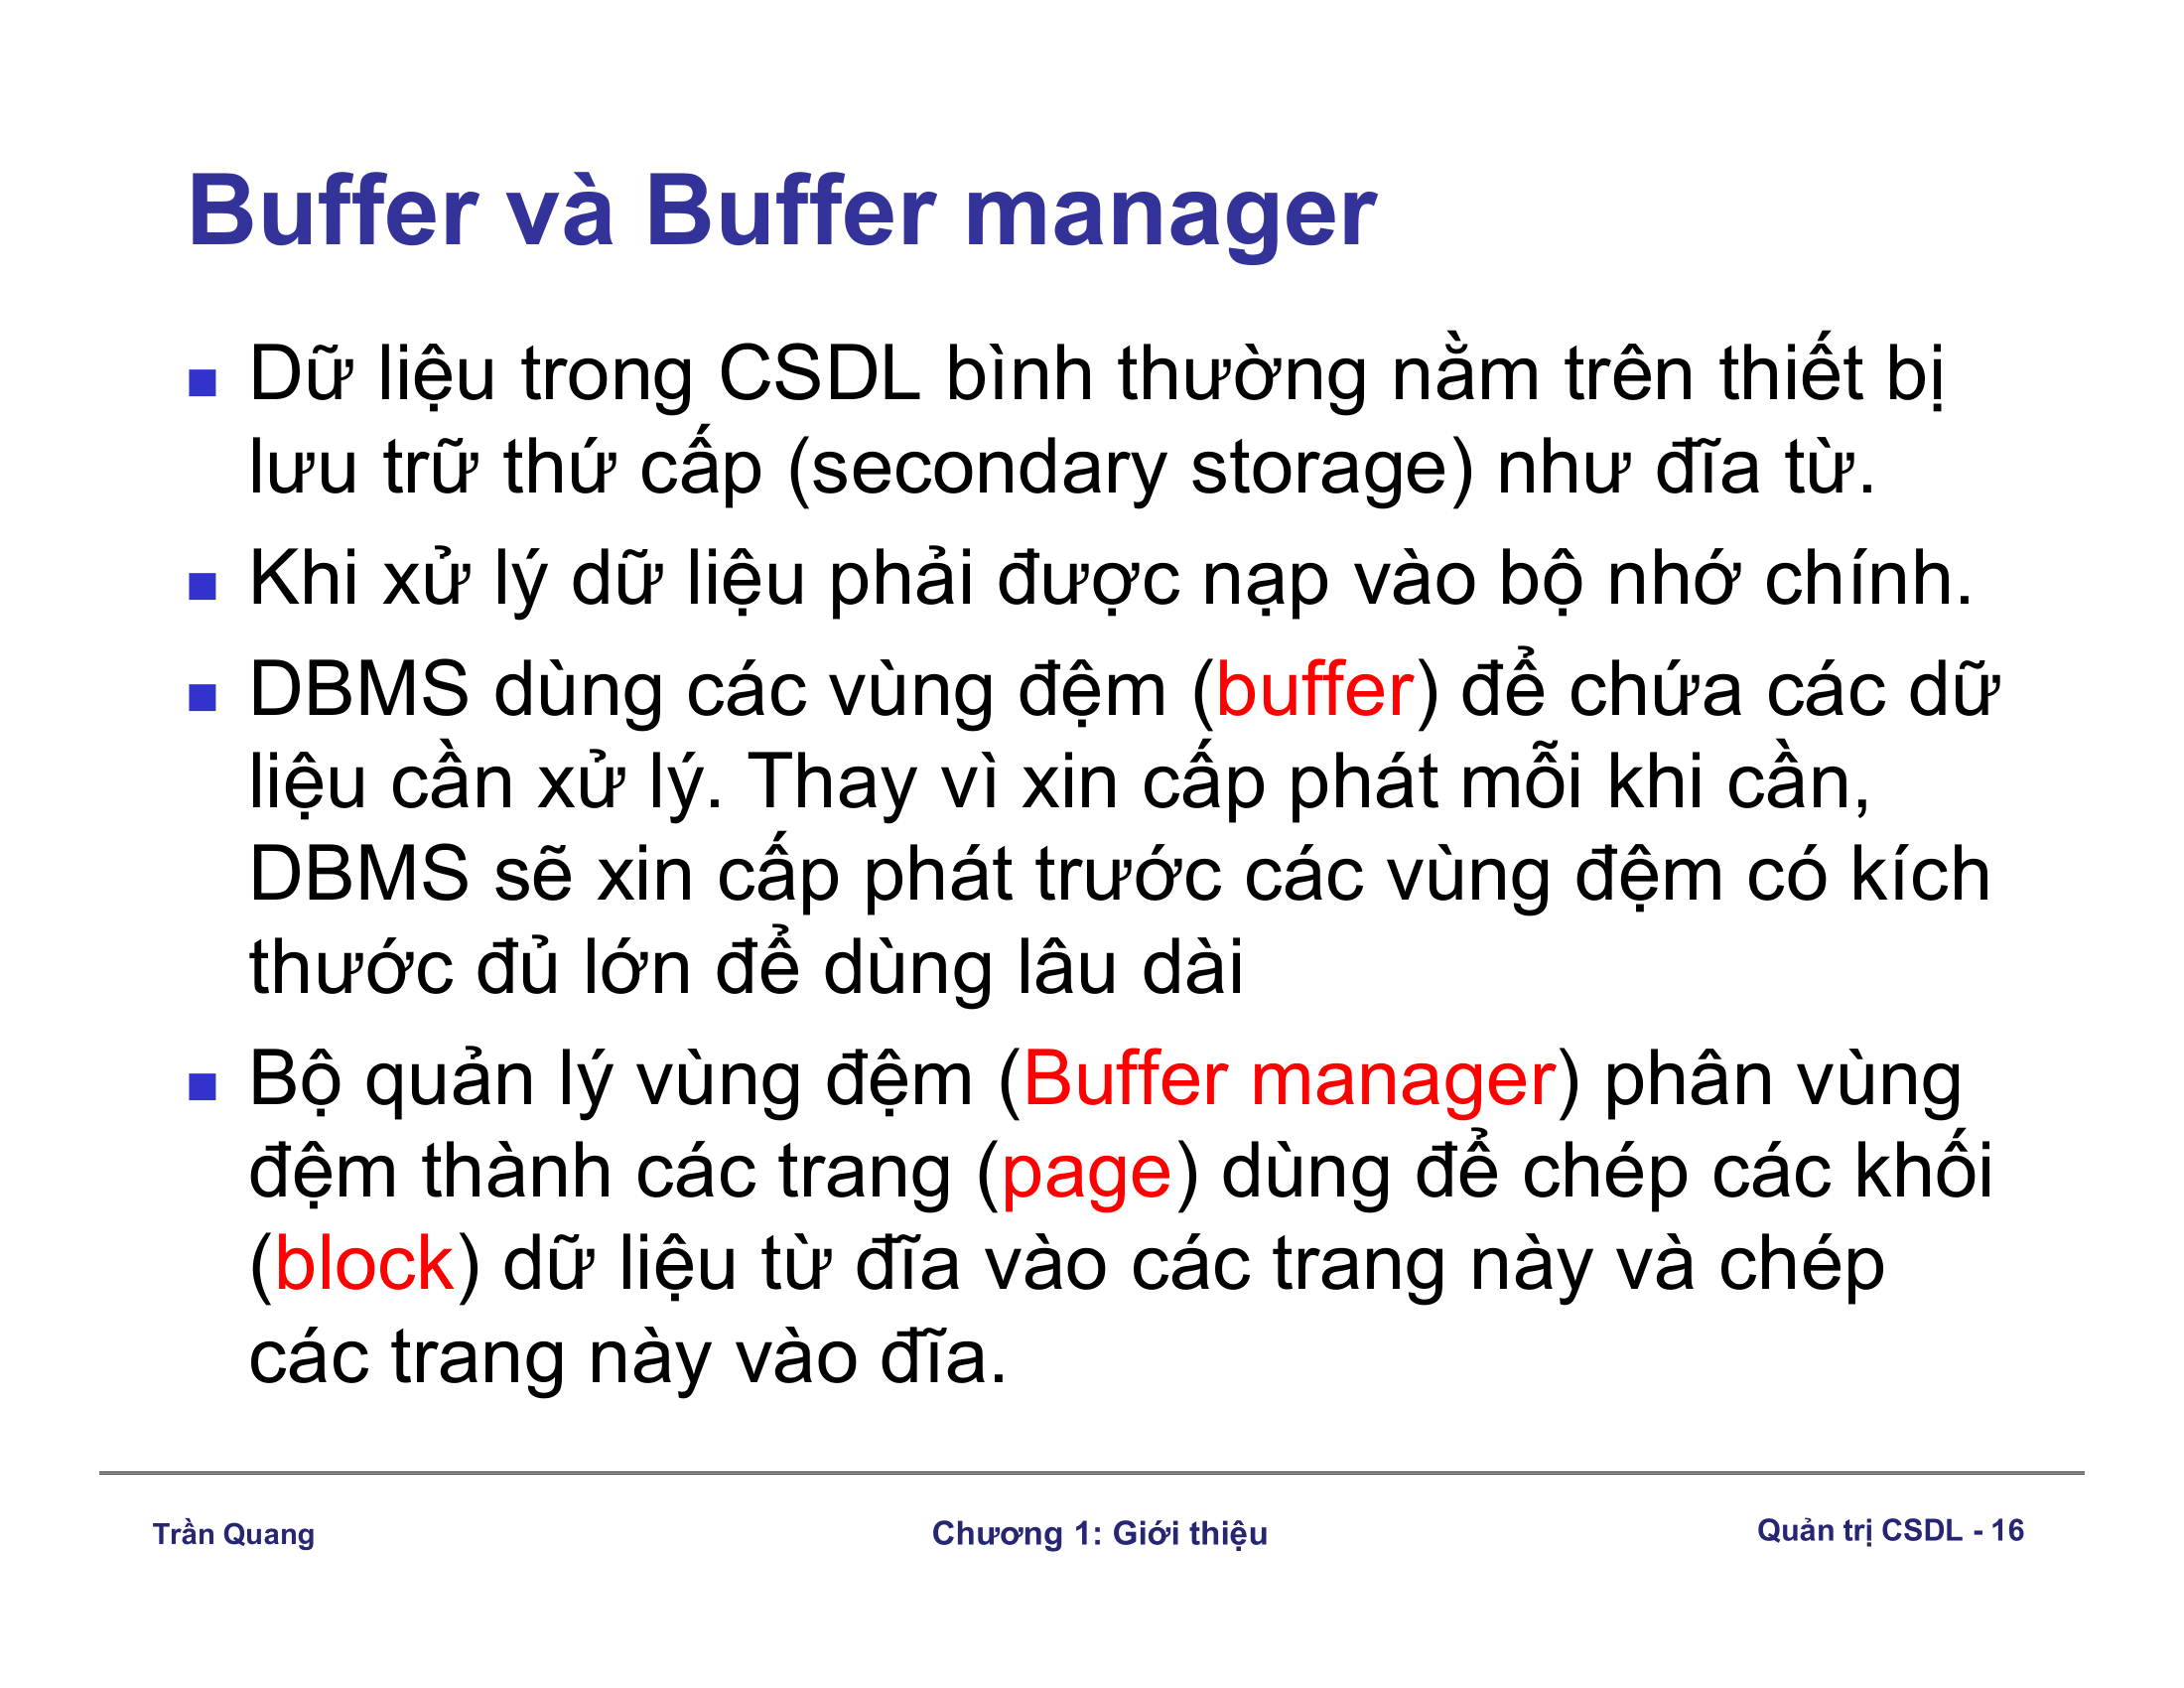 Buffer và Buffer manager
Dữ liệu trong CSDL bình thường nằm trên thiết bị
lưu trữ thứ cấp (secondary storage) như đĩa từ.
Khi xử lý dữ liệu phải được nạp vào bộ nhớ chính.
DBMS dùng các vùng đệm (buffer) để chứa các dữ
liệu cần xử lý. Thay vì xin cấp phát mỗi khi cần,
DBMS sẽ xin cấp phát trước các vùng đệm có kích
thước đủ lớn để dùng lâu dài
Bộ quản lý vùng đệm (Buffer manager) phân vùng
đệm thành các trang (page) dùng để chép các khối
(block) dữ liệu từ đĩa vào các trang này và chép
các trang này vào đĩa.
Trần Quang
Chương 1: Giới thiệu
Quản trị CSDL - 16